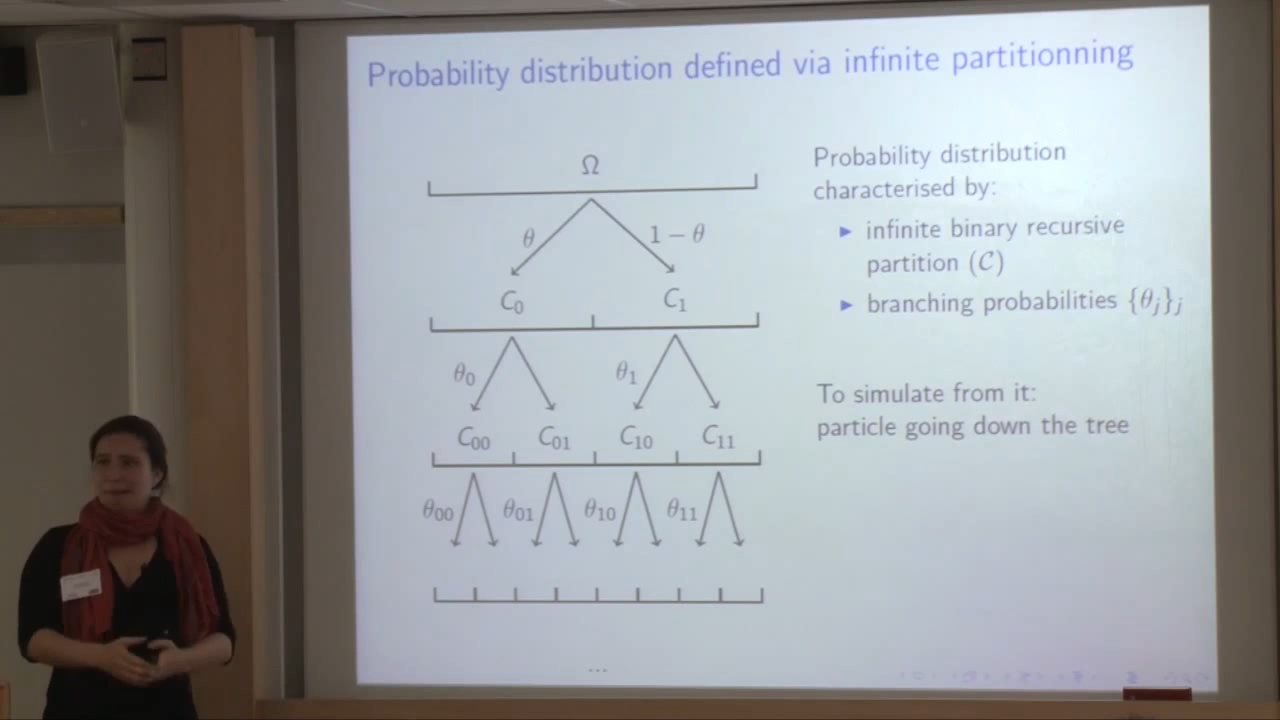 Probability distribution defined via infinite partitionning
Ω
θ
1 − θ
C₀
C₁
θ₀
θ₁
C₀₀
C₀₁
C₁₀
C₁₁
θ₀₀
θ₀₁
θ₁₀
θ₁₁
...
Probability distribution
characterised by:
► infinite binary recursive
partition (𝒞)
► branching probabilities {θⱼ}ⱼ
To simulate from it:
particle going down the tree